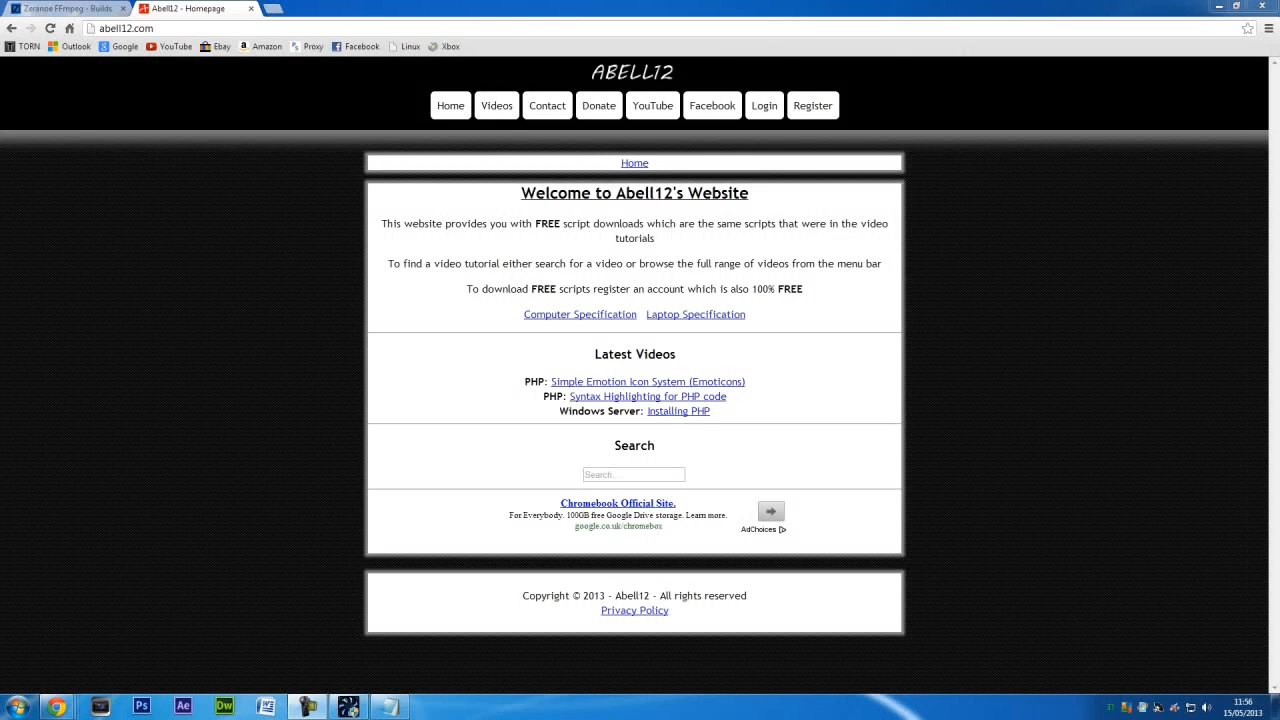 Zeranoe FFmpeg - Builds
Abell12 - Homepage
abell12.com
TORN Outlook Google YouTube Ebay Amazon Proxy Facebook Linux Xbox
ABELL12
Home Videos Contact Donate YouTube Facebook Login Register
Home
Welcome to Abell12's Website
This website provides you with FREE script downloads which are the same scripts that were in the video
tutorials
To find a video tutorial either search for a video or browse the full range of videos from the menu bar
To download FREE scripts register an account which is also 100% FREE
Computer Specification Laptop Specification
Latest Videos
PHP: Simple Emotion Icon System (Emoticons)
PHP: Syntax Highlighting for PHP code
Windows Server: Installing PHP
Search
Search....
Chromebook Official Site.
For Everybody. 100GB free Google Drive storage. Learn more.
google.co.uk/chromebox
AdChoices
Copyright © 2013 - Abell12 - All rights reserved
Privacy Policy
Ps Ae Dw
11:56
15/05/2013